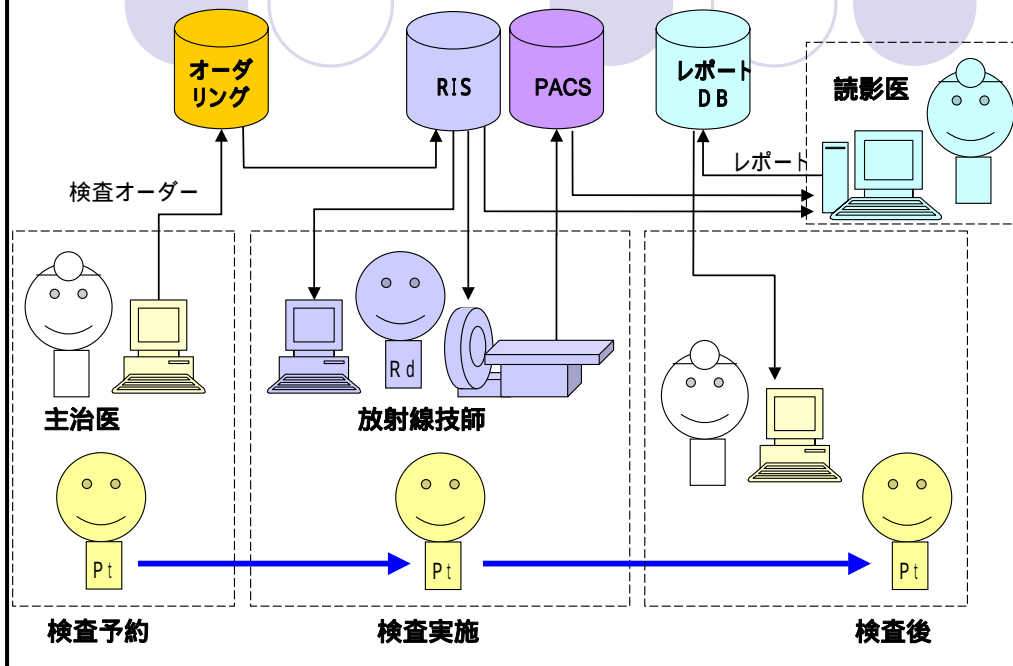 オーダ
リング
RIS
PACS
レポート
DB
読影医
レポート
検査オーダー
Rd
主治医
放射線技師
Pt
Pt
Pt
検査予約
検査実施
検査後